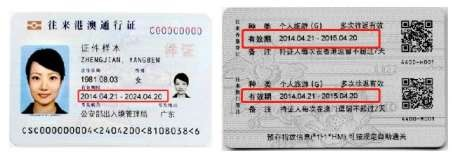 往来港澳通行证
C00000000
证件样本
ZHENGJIAN, YANGBEN
1981.08.03
女
2014.04.21 - 2024.04.20
公安部出入境管理局
广东
CSC000000004<2404200<8108038<6
种 类 个人旅游(G) 多次往返有效
有效期 2014.04.21 - 2015.04.20
备 注 持证人每次在香港逗留不超过7天
4400-HO01
种 类 个人旅游(G) 多次往返有效
有效期 2014.04.21 - 2015.04.20
备 注 持证人每次在澳门逗留不超过7天